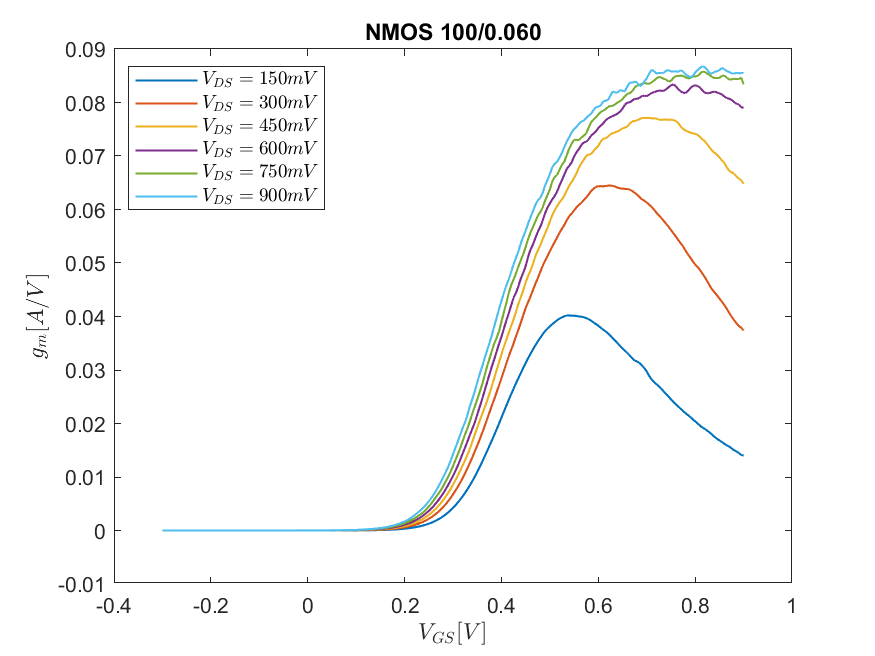 NMOS 100/0.060
0.09
0.08
0.07
0.06
0.05
0.04
0.03
0.02
0.01
0
-0.01
g_m[A/V]
V_DS = 150mV
V_DS = 300mV
V_DS = 450mV
V_DS = 600mV
V_DS = 750mV
V_DS = 900mV
-0.4 -0.2 0 0.2 0.4 0.6 0.8 1
V_GS[V]